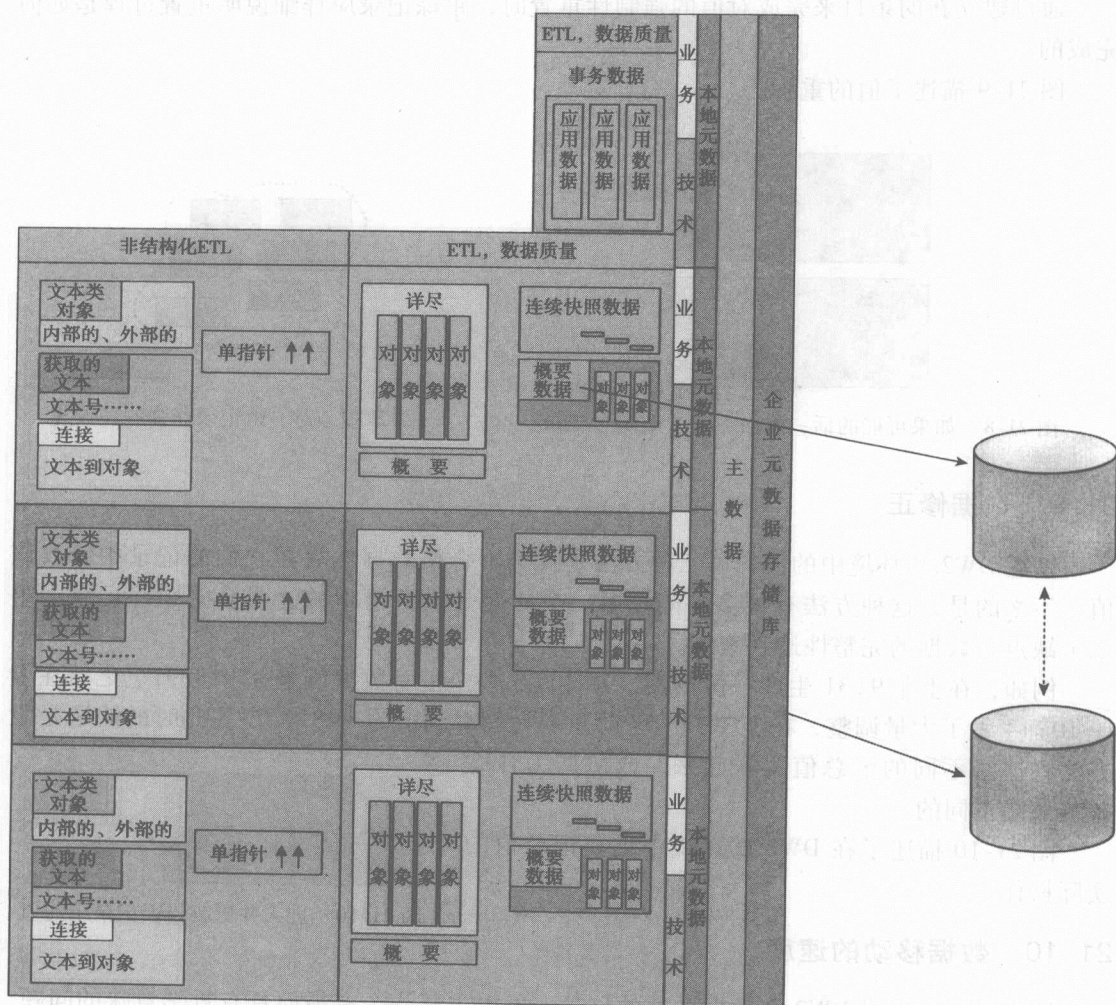 ETL，数据质量
事务数据
应用数据
应用数据
应用数据
业务
技术
本地元数据
主数据
企业元数据存储库
非结构化ETL
ETL，数据质量
文本类
对象
内部的、外部的
获取的
文本
文本号……
连接
文本到对象
单指针
详尽
对象
对象
对象
对象
概 要
连续快照数据
概要
数据
对象
对象
对象
业务
技术
本地元数据
文本类
对象
内部的、外部的
获取的
文本
文本号……
连接
文本到对象
单指针
详尽
对象
对象
对象
对象
概 要
连续快照数据
概要
数据
对象
对象
对象
业务
技术
本地元数据
文本类
对象
内部的、外部的
获取的
文本
文本号……
连接
文本到对象
单指针
详尽
对象
对象
对象
对象
概 要
连续快照数据
概要
数据
对象
对象
对象
业务
技术
本地元数据